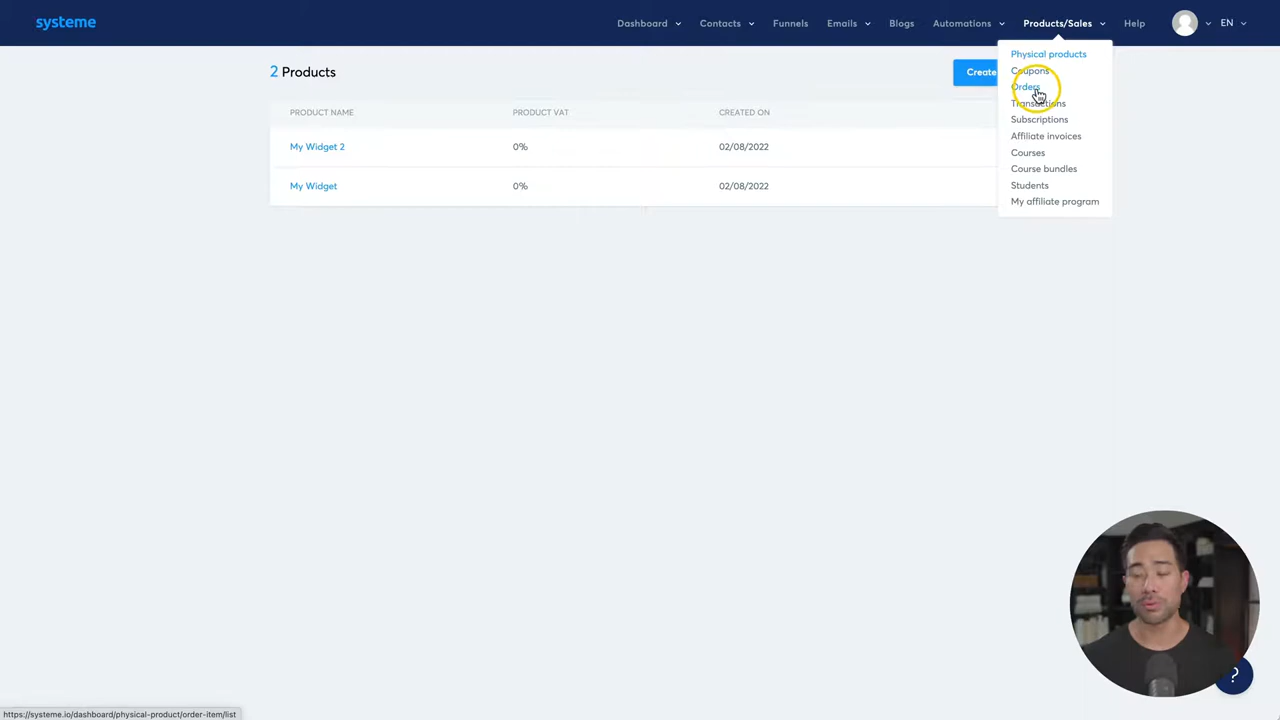 systeme
Dashboard
Contacts
Funnels
Emails
Blogs
Automations
Products/Sales
Help
EN
Physical products
Coupons
Orders
Transactions
Subscriptions
Affiliate invoices
Courses
Course bundles
Students
My affiliate program
2 Products
Create
PRODUCT NAME
PRODUCT VAT
CREATED ON
My Widget 2
0%
02/08/2022
My Widget
0%
02/08/2022
?
https://systeme.io/dashboard/physical-product/order-item/list